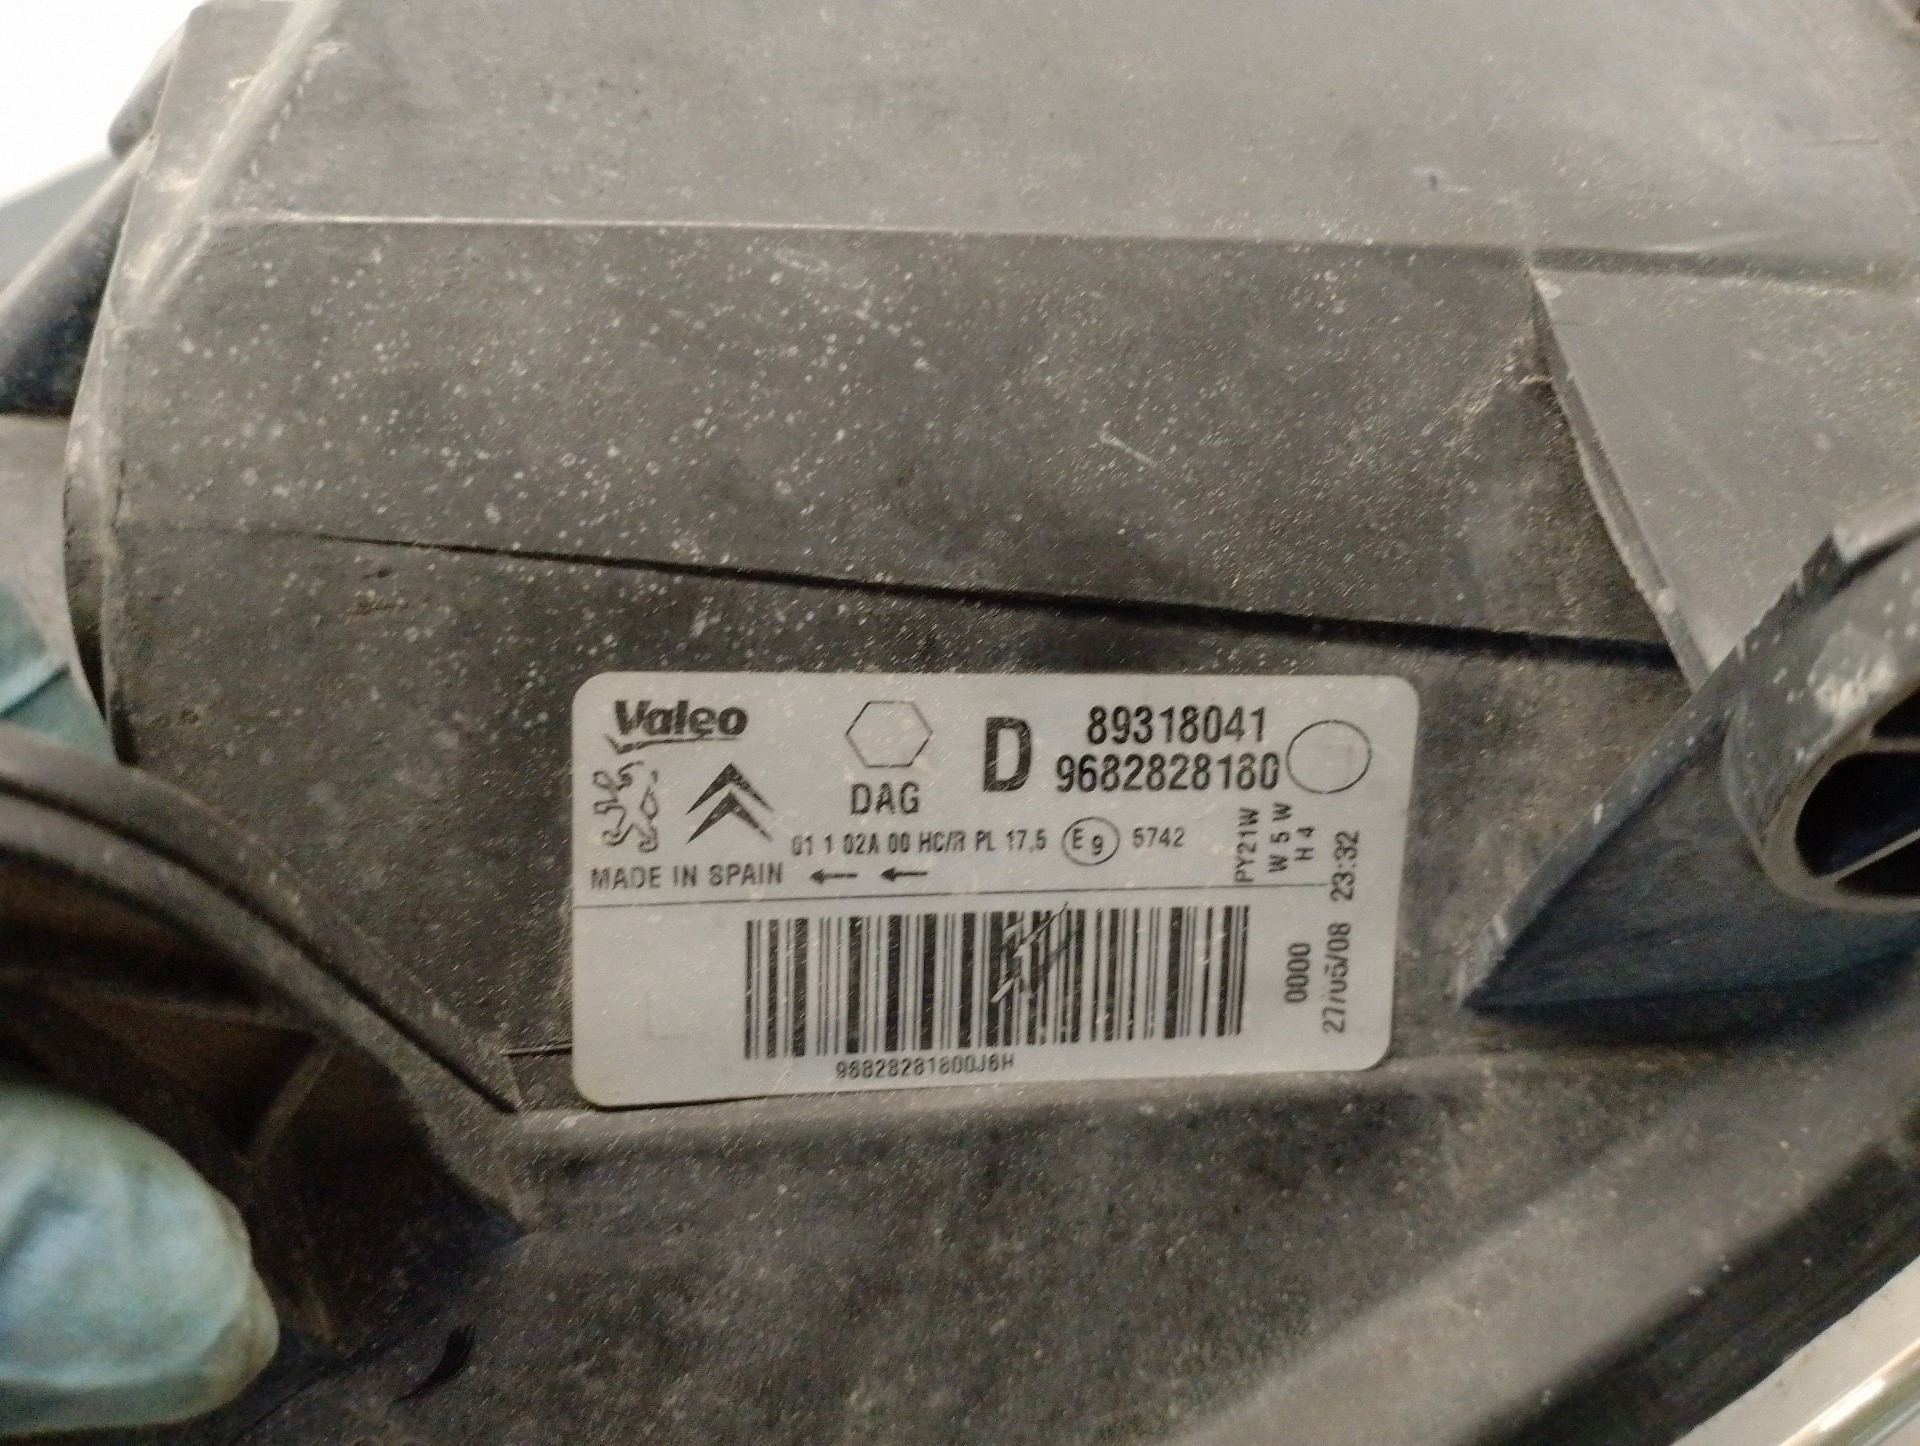 Valeo
DAG
D
89318041
9682828180
01 1 02A 00 HC/R PL 17,5 E9 5742
MADE IN SPAIN
PY21W
W 5 W
H 4
0000
27/05/08 23:32
96828281800J6H